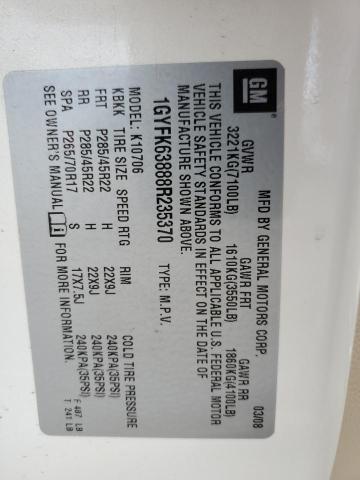 GM
MFD BY GENERAL MOTORS CORP. 03/08
GVWR GAWR FRT GAWR RR
3221KG(7100LB) 1610KG(3550LB) 1860KG(4100LB)
THIS VEHICLE CONFORMS TO ALL APPLICABLE U.S. FEDERAL MOTOR
VEHICLE SAFETY STANDARDS IN EFFECT ON THE DATE OF
MANUFACTURE SHOWN ABOVE.
1GYFK63888R235370 TYPE: M.P.V.
MODEL: K10706
KBKK TIRE SIZE SPEED RTG RIM COLD TIRE PRESSURE
FRT P285/45R22 H 22X9J 240KPA(35PSI)
RR P285/45R22 H 22X9J 240KPA(35PSI)
SPA P265/70R17 S 17X7.5J 240KPA(35PSI)
SEE OWNER'S MANUAL i FOR MORE INFORMATION.
F 487 LB
T 241 LB